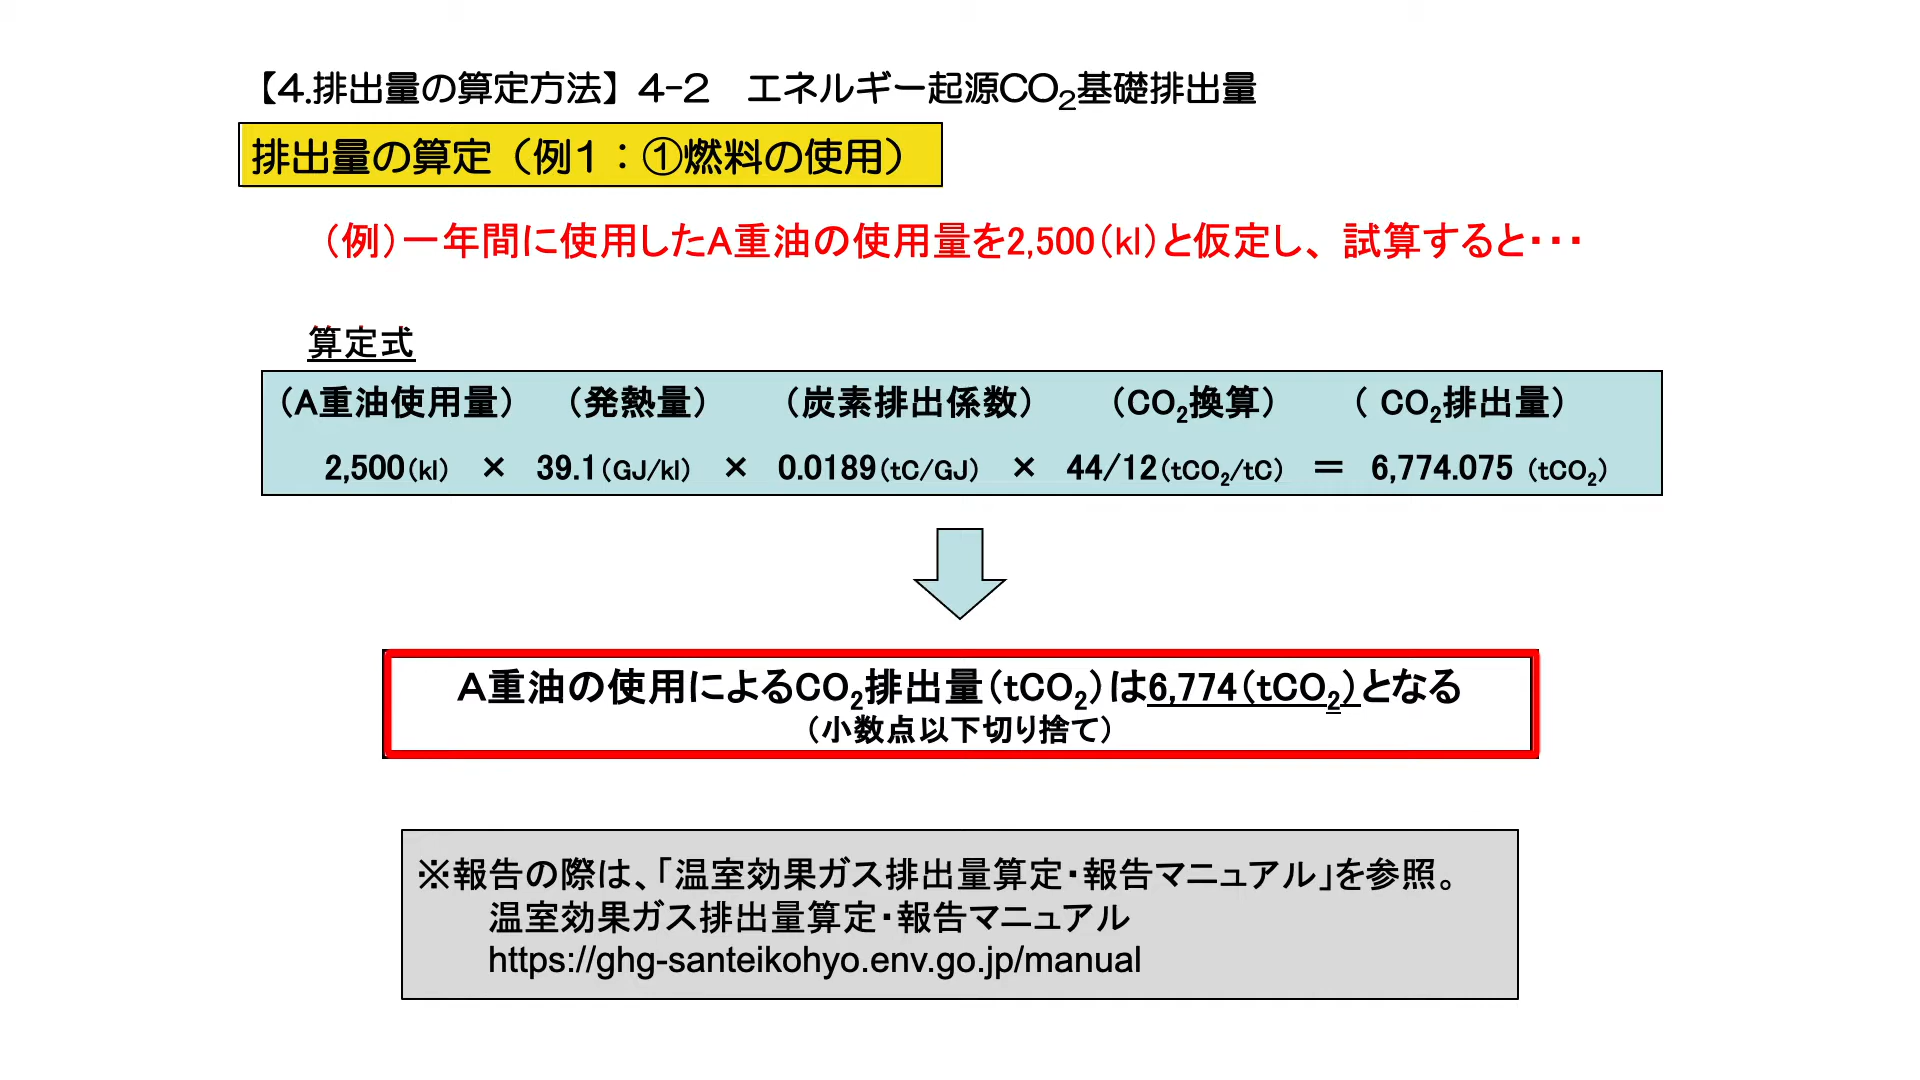 【4.排出量の算定方法】4-2　エネルギー起源CO₂基礎排出量
排出量の算定（例１：①燃料の使用）
（例）一年間に使用したA重油の使用量を2,500（kl）と仮定し、試算すると・・・
算定式
（A重油使用量）　（発熱量）　（炭素排出係数）　（CO₂換算）　（ CO₂排出量）
2,500（kl）　×　39.1（GJ/kl）　×　0.0189（tC/GJ）　×　44/12（tCO₂/tC）　＝　6,774.075（tCO₂）
Ａ重油の使用によるCO₂排出量（tCO₂）は6,774（tCO₂）となる
（小数点以下切り捨て）
※報告の際は、「温室効果ガス排出量算定・報告マニュアル」を参照。
温室効果ガス排出量算定・報告マニュアル
https://ghg-santeikohyo.env.go.jp/manual